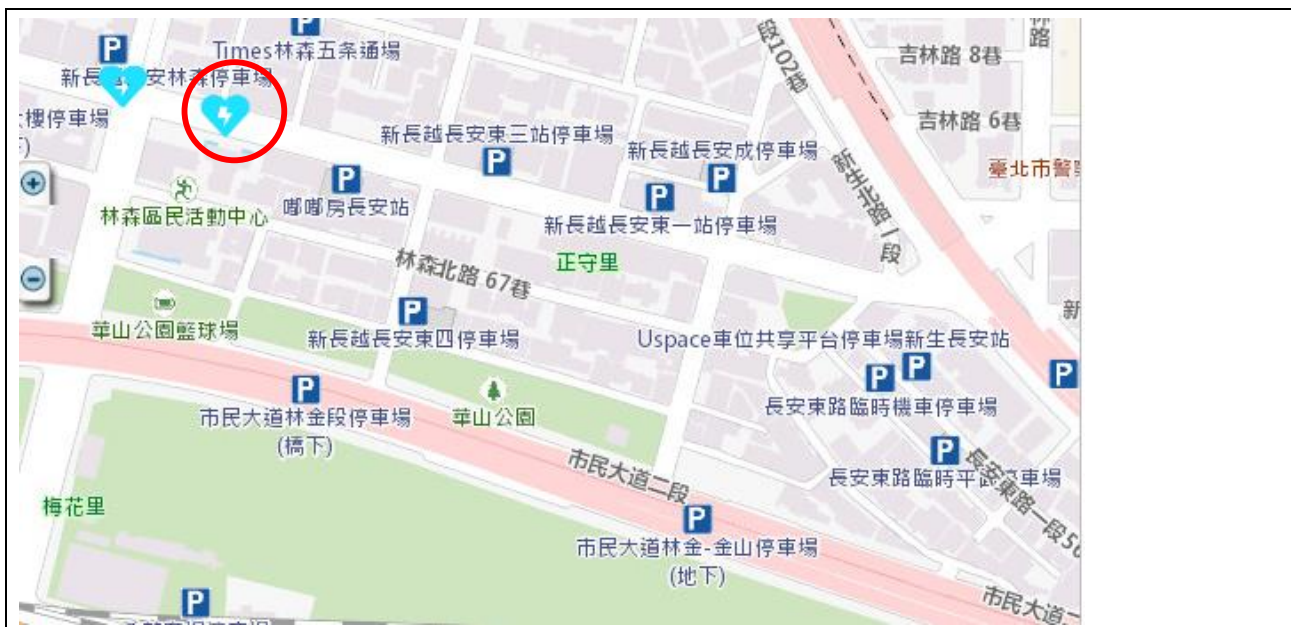 P
林
路
Times林森五条通場
段102巷
吉林路 8巷
P
新長
安林森停車場
樓停車場
吉林路 6巷
新長越長安東三站停車場
P
新長越長安成停車場
P
新生北路一段
臺北市警
林森區民活動中心
P
嘟嘟房長安站
P
新長越長安東一站停車場
林森北路 67巷
正守里
華山公園籃球場
P
新長越長安東四停車場
新
Uspace車位共享平台停車場新生長安站
P
P
P
長安東路臨時機車停車場
P
市民大道林金段停車場
(橋下)
華山公園
P
長安東路臨時平面停車場
長安東路一段56
市民大道二段
梅花里
P
市民大道林金-金山停車場
(地下)
市民大道二
P